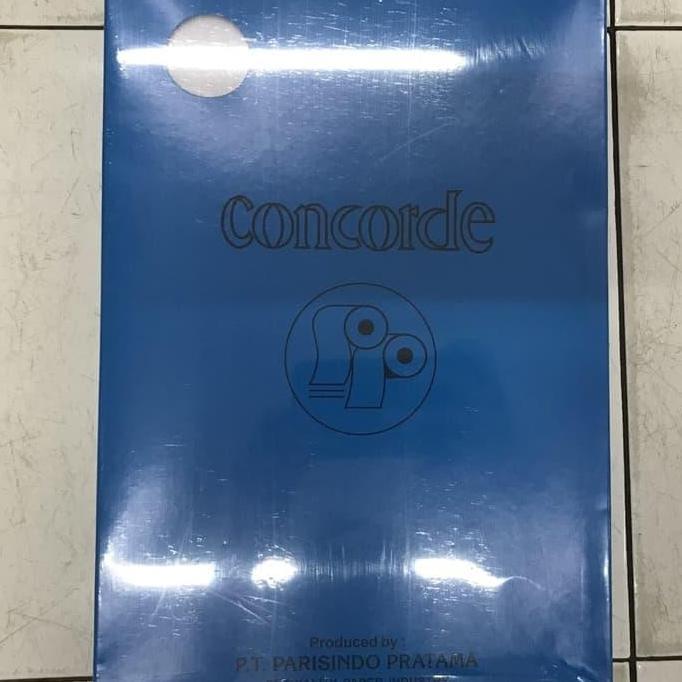 Concorde
Produced by :
P.T. PARISINDO PRATAMA